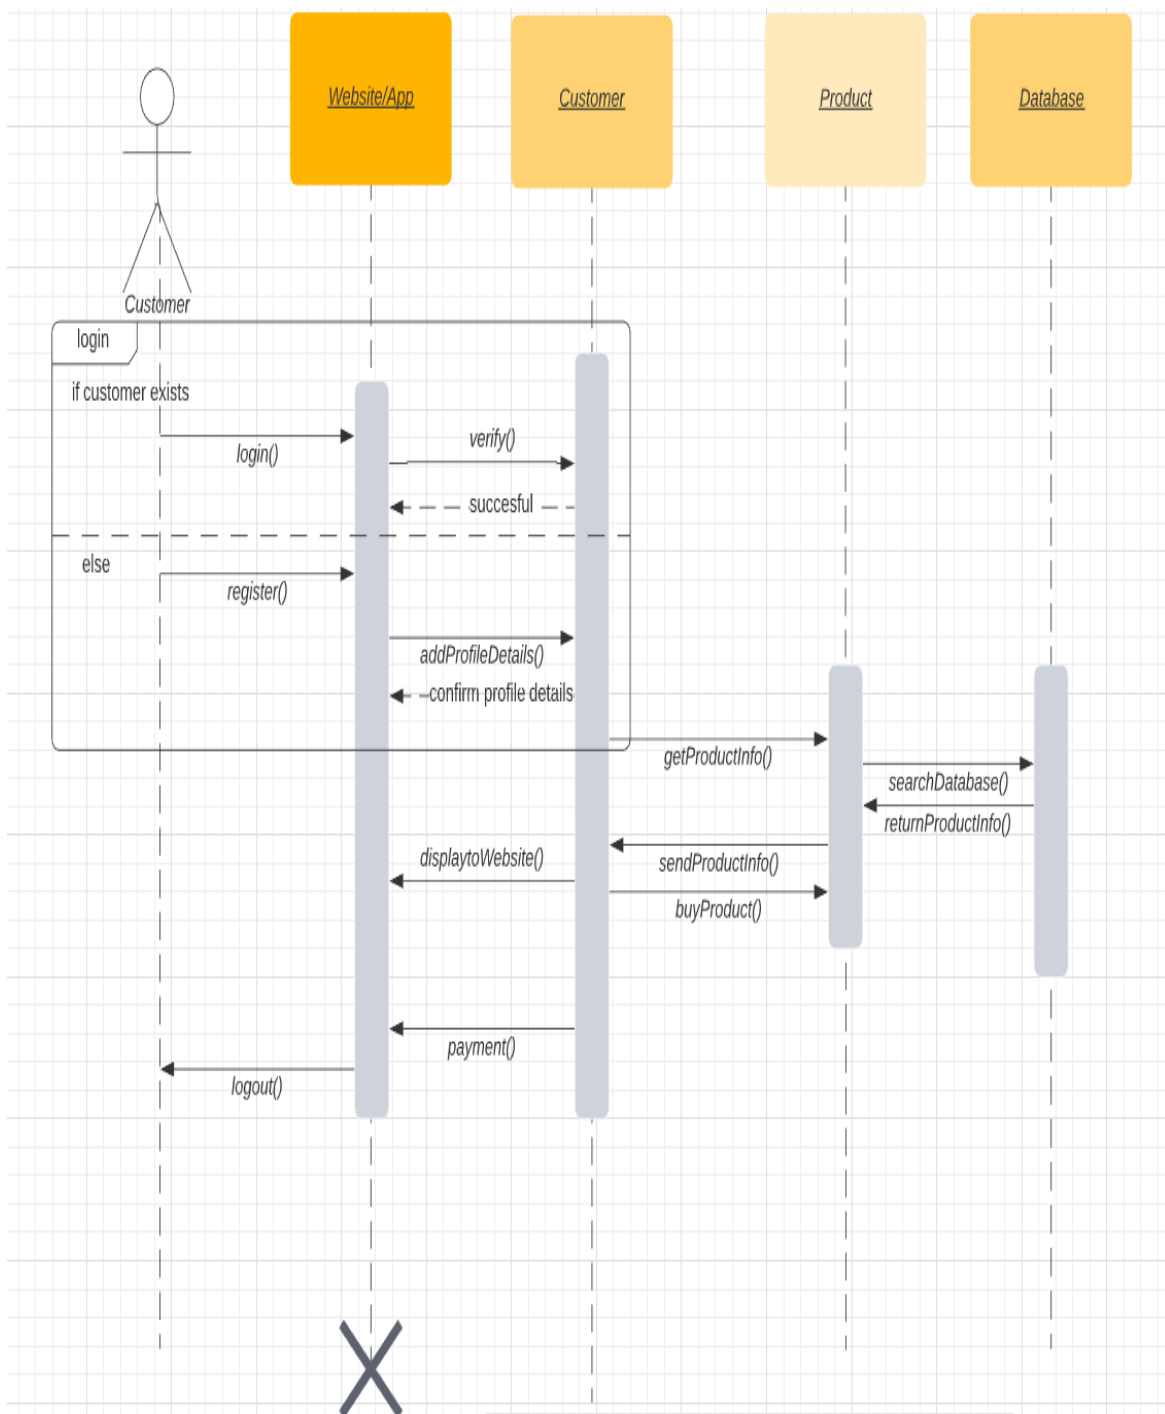 Website/App
Customer
Product
Database
Customer
login
if customer exists
login()
verify()
succesful
else
register()
addProfileDetails()
confirm profile details
getProductInfo()
searchDatabase()
returnProductInfo()
sendProductInfo()
displaytoWebsite()
buyProduct()
payment()
logout()